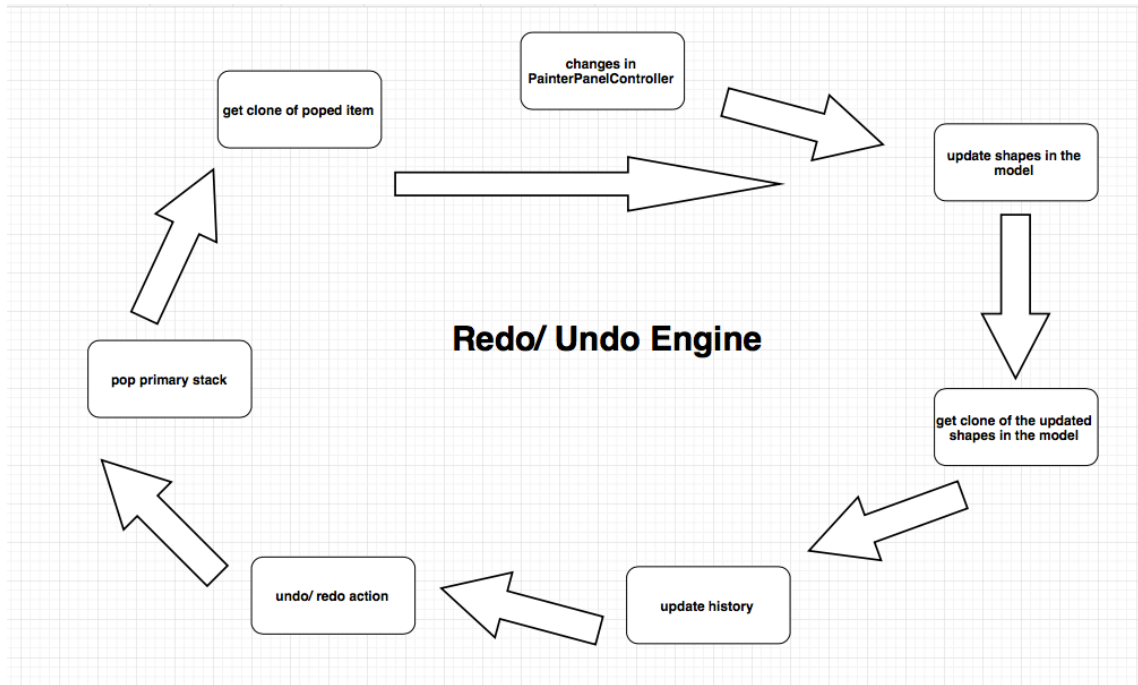 changes in
PainterPanelController
get clone of poped item
update shapes in the
model
Redo/ Undo Engine
pop primary stack
get clone of the updated
shapes in the model
undo/ redo action
update history